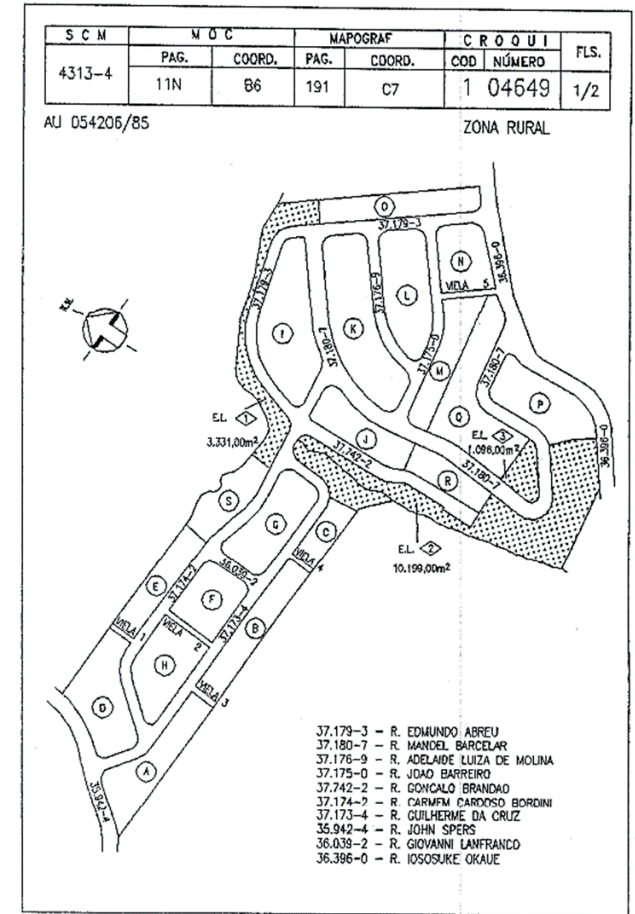 S C M M O C MAPOGRAF C R O Q U I FLS.
PAG. COORD. PAG. COORD. COD NÚMERO
4313-4 11N B6 191 C7 1 04649 1/2
AU 054206/85 ZONA RURAL
O
37.179-3
36.396-0
N
VIELA 5
37.179-3
37.176-9
L
K
I
37.180-7
37.175-0
M
37.180-7
P
Q
E.L. 1
3.331,00m²
J
37.742-2
E.L. 3
1.096,00m²
36.396-0
R
37.180-7
S
G
C
E.L. 2
10.199,00m²
VIELA 4
36.039-2
37.174-2
E
F
37.173-4
B
VIELA 1
VIELA 2
H
VIELA 3
D
A
35.942-4
37.179-3 - R. EDMUNDO ABREU
37.180-7 - R. MANOEL BARCELAR
37.176-9 - R. ADELAIDE LUIZA DE MOLINA
37.175-0 - R. JOAO BARREIRO
37.742-2 - R. GONCALO BRANDAO
37.174-2 - R. CARMEM CARDOSO BORDINI
37.173-4 - R. GUILHERME DA CRUZ
35.942-4 - R. JOHN SPERS
36.039-2 - R. GIOVANNI LANFRANCO
36.396-0 - R. IOSOSUKE OKAUE